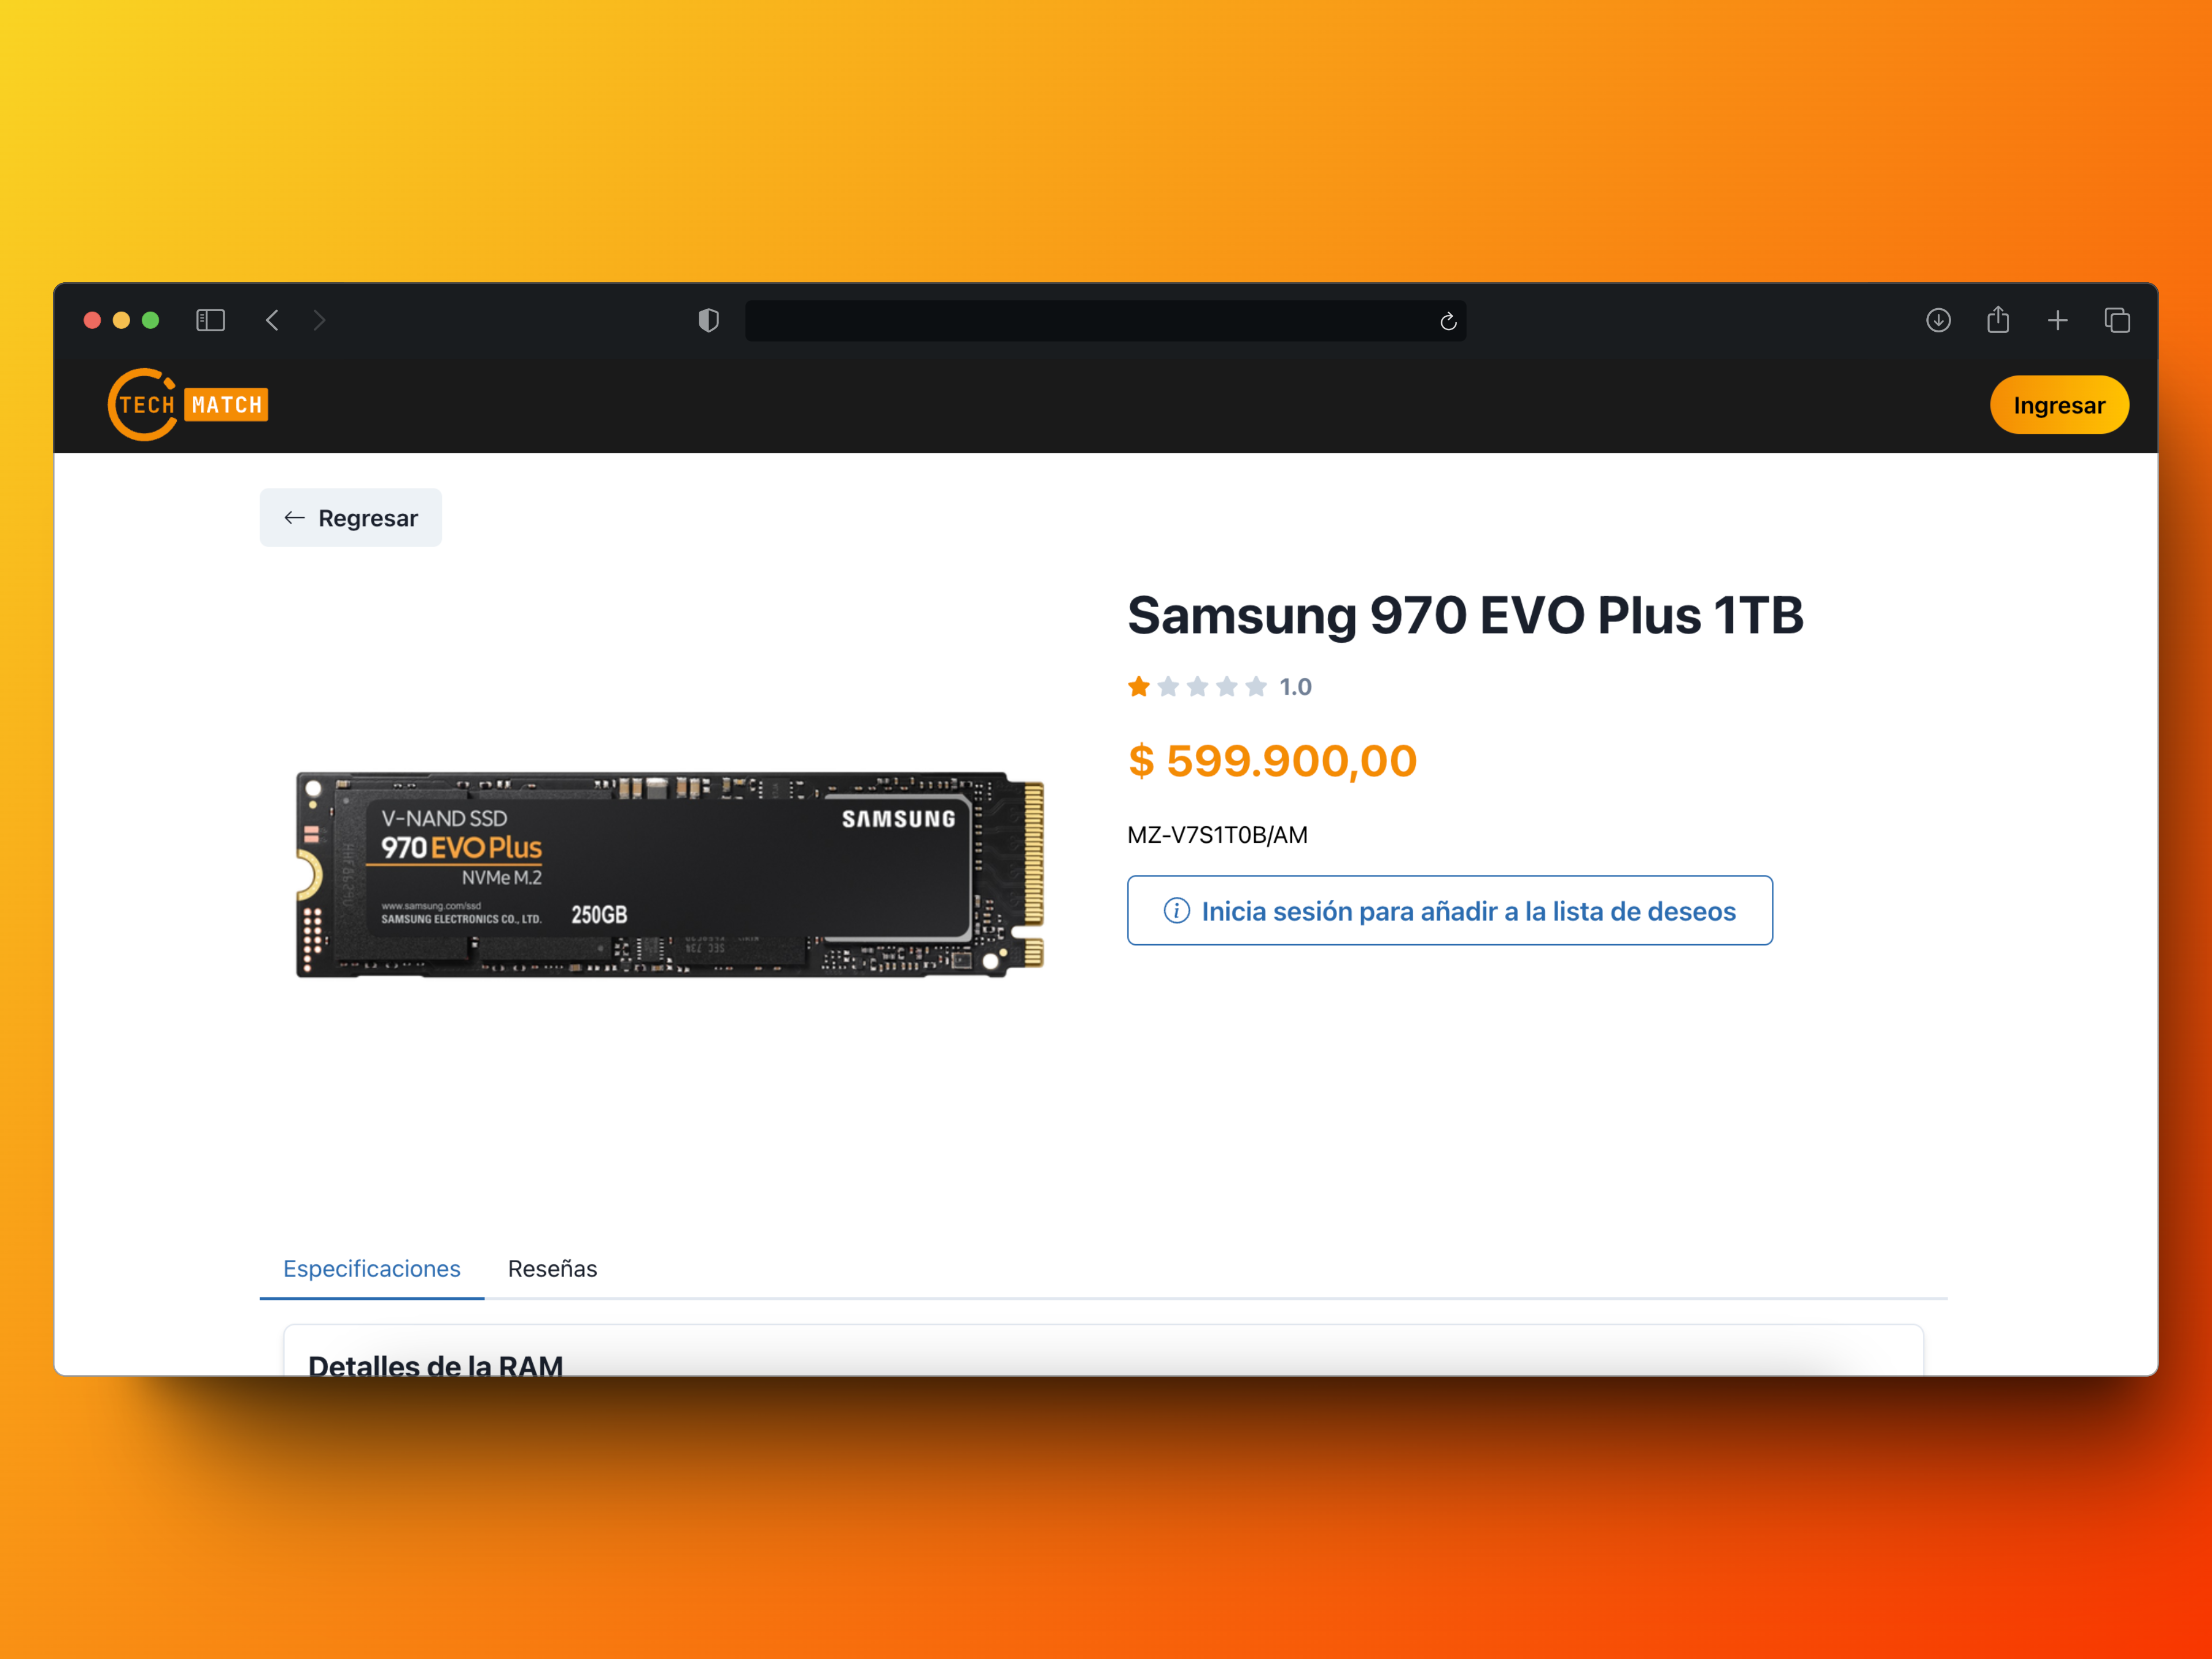 TECH MATCH
Ingresar
← Regresar
Samsung 970 EVO Plus 1TB
1.0
$ 599.900,00
MZ-V7S1T0B/AM
Inicia sesión para añadir a la lista de deseos
V-NAND SSD
SAMSUNG
970 EVO Plus
NVMe M.2
www.samsung.com/ssd
SAMSUNG ELECTRONICS CO., LTD.
250GB
Especificaciones
Reseñas
Detalles de la RAM